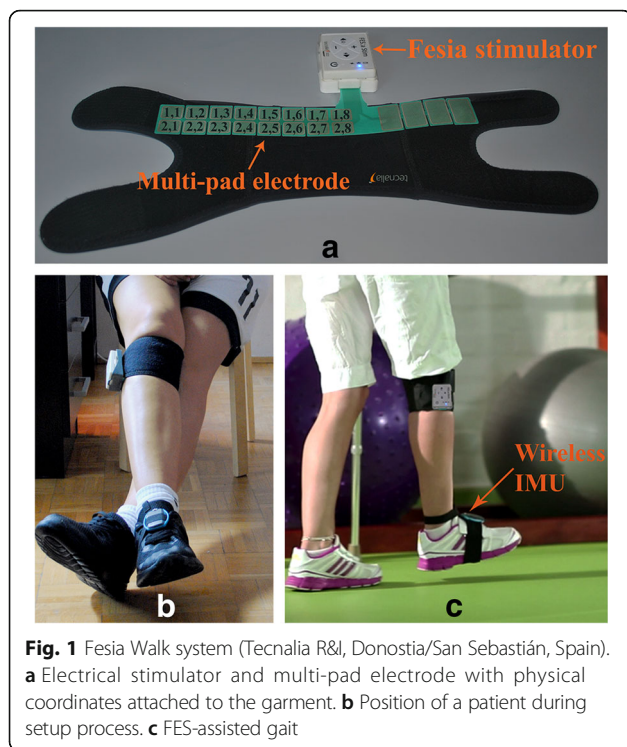 FESIA Walk
Fesia stimulator
1,1 1,2 1,3 1,4 1,5 1,6 1,7 1,8
2,1 2,2 2,3 2,4 2,5 2,6 2,7 2,8
Multi-pad electrode
tecnalia
a
b
Wireless
IMU
c
Fig. 1 Fesia Walk system (Tecnalia R&I, Donostia/San Sebastián, Spain).
a Electrical stimulator and multi-pad electrode with physical
coordinates attached to the garment. b Position of a patient during
setup process. c FES-assisted gait